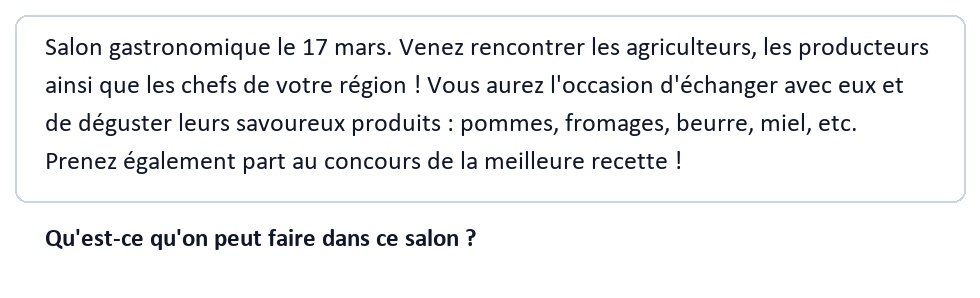 Salon gastronomique le 17 mars. Venez rencontrer les agriculteurs, les producteurs
ainsi que les chefs de votre région ! Vous aurez l'occasion d'échanger avec eux et
de déguster leurs savoureux produits : pommes, fromages, beurre, miel, etc.
Prenez également part au concours de la meilleure recette !
Qu'est-ce qu'on peut faire dans ce salon ?